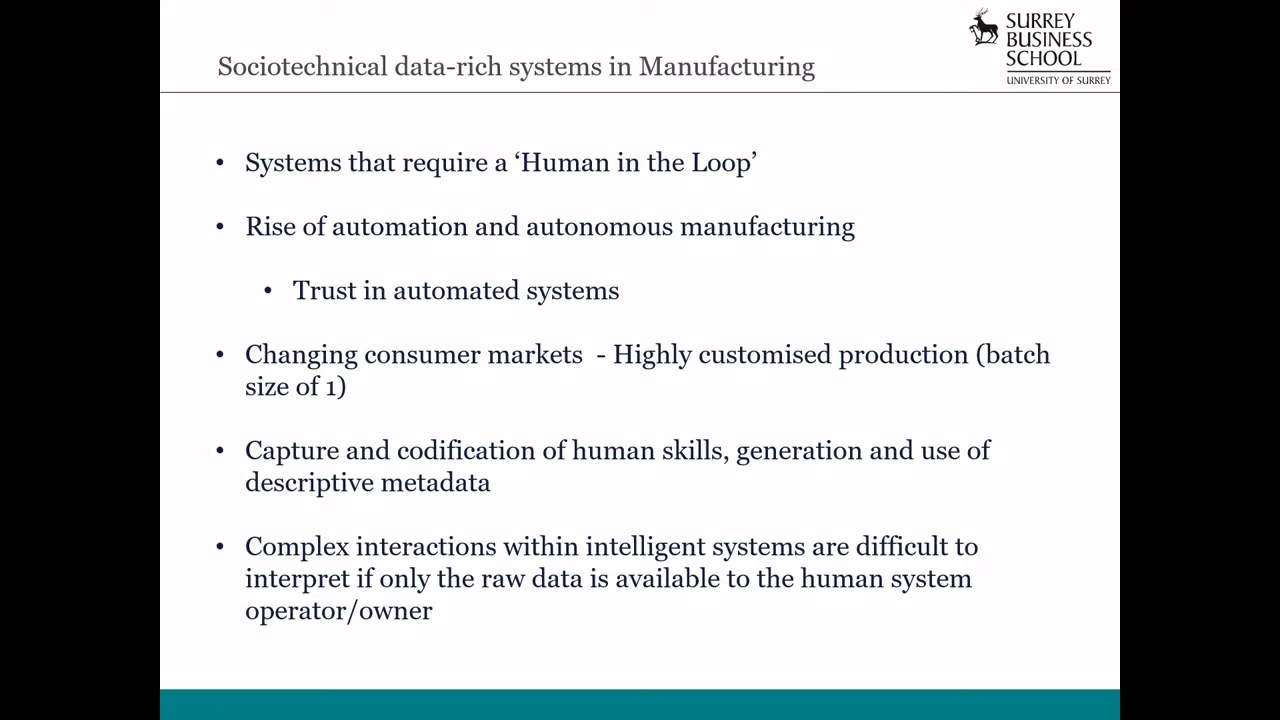 SURREY
BUSINESS
SCHOOL
UNIVERSITY OF SURREY
Sociotechnical data-rich systems in Manufacturing
• Systems that require a ‘Human in the Loop’
• Rise of automation and autonomous manufacturing
• Trust in automated systems
• Changing consumer markets  - Highly customised production (batch
size of 1)
• Capture and codification of human skills, generation and use of
descriptive metadata
• Complex interactions within intelligent systems are difficult to
interpret if only the raw data is available to the human system
operator/owner